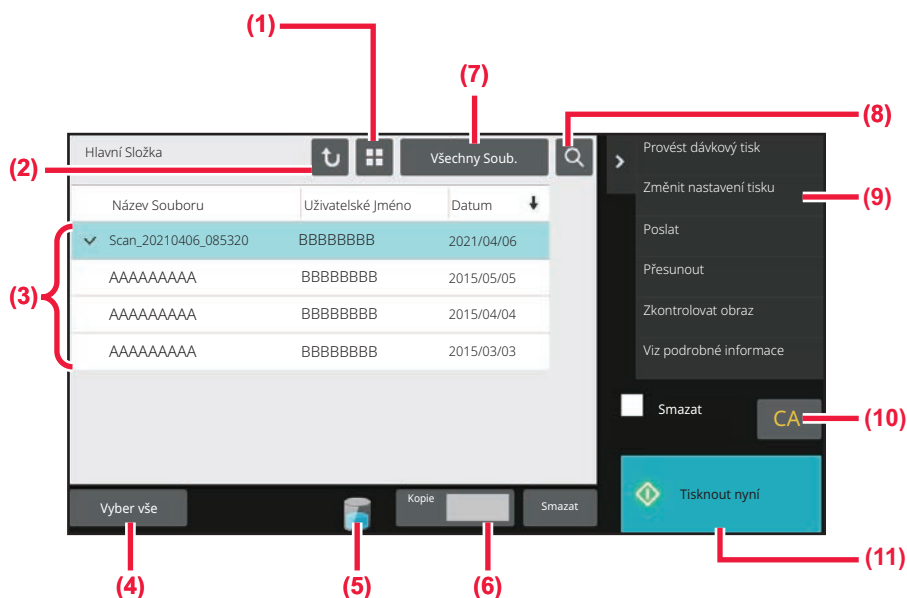 (1)
(7)
(8)
(2)
Hlavní Složka
Všechny Soub.
Provést dávkový tisk
Změnit nastavení tisku
(9)
Název Souboru Uživatelské Jméno Datum
Poslat
(3)
Scan_20210406_085320 BBBBBBBB 2021/04/06
AAAAAAAAA BBBBBBBB 2015/05/05
Přesunout
AAAAAAAAA BBBBBBBB 2015/04/04
Zkontrolovat obraz
AAAAAAAAA BBBBBBBB 2015/03/03
Viz podrobné informace
Smazat
CA
(10)
Vyber vše
Kopie
Smazat
Tisknout nyní
(4)
(5)
(6)
(11)